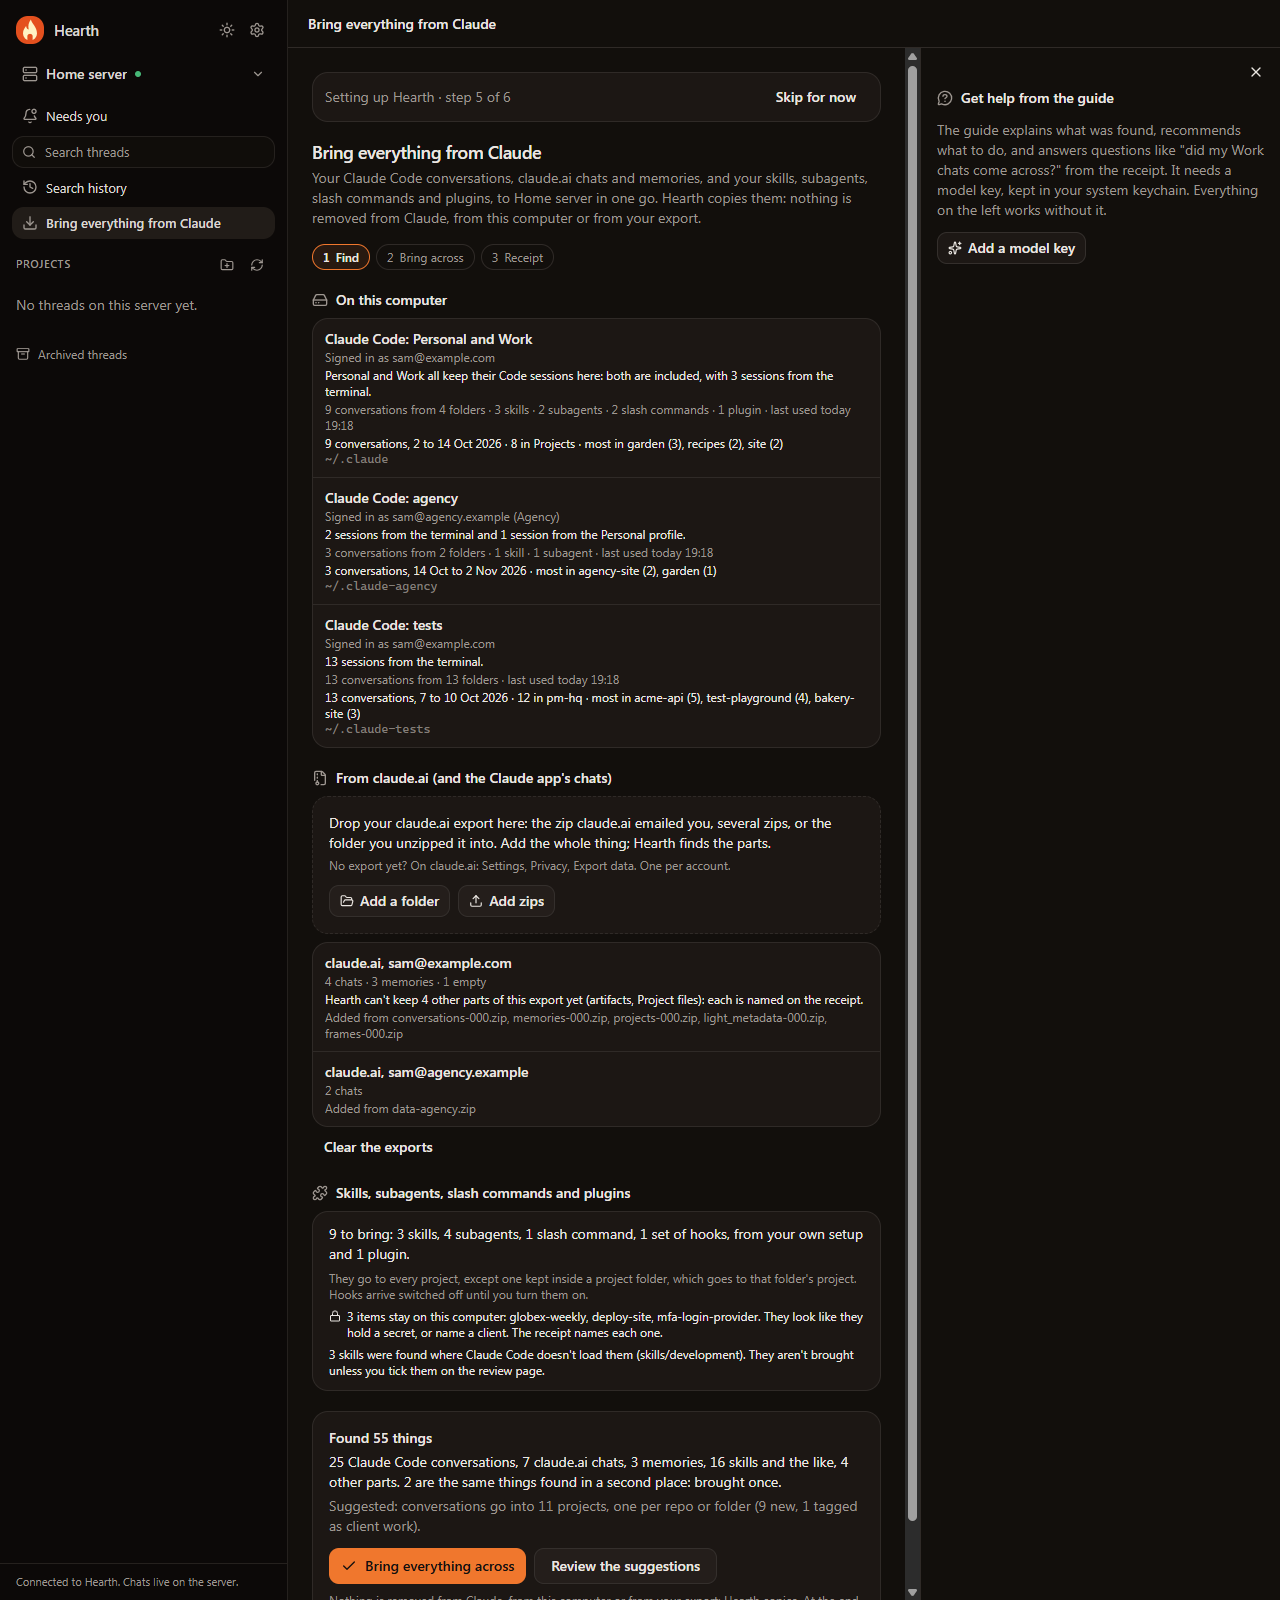 Hearth
Home server
Needs you
Search threads
Search history
Bring everything from Claude
PROJECTS
No threads on this server yet.
Archived threads
Connected to Hearth. Chats live on the server.
Bring everything from Claude
Setting up Hearth · step 5 of 6
Skip for now
Bring everything from Claude
Your Claude Code conversations, claude.ai chats and memories, and your skills, subagents,
slash commands and plugins, to Home server in one go. Hearth copies them: nothing is
removed from Claude, from this computer or from your export.
1 Find
2 Bring across
3 Receipt
On this computer
Claude Code: Personal and Work
Signed in as sam@example.com
Personal and Work all keep their Code sessions here: both are included, with 3 sessions from the
terminal.
9 conversations from 4 folders · 3 skills · 2 subagents · 2 slash commands · 1 plugin · last used today
19:18
9 conversations, 2 to 14 Oct 2026 · 8 in Projects · most in garden (3), recipes (2), site (2)
~/.claude
Claude Code: agency
Signed in as sam@agency.example (Agency)
2 sessions from the terminal and 1 session from the Personal profile.
3 conversations from 2 folders · 1 skill · 1 subagent · last used today 19:18
3 conversations, 14 Oct to 2 Nov 2026 · most in agency-site (2), garden (1)
~/.claude-agency
Claude Code: tests
Signed in as sam@example.com
13 sessions from the terminal.
13 conversations from 13 folders · last used today 19:18
13 conversations, 7 to 10 Oct 2026 · 12 in pm-hq · most in acme-api (5), test-playground (4), bakery-
site (3)
~/.claude-tests
From claude.ai (and the Claude app's chats)
Drop your claude.ai export here: the zip claude.ai emailed you, several zips, or the
folder you unzipped it into. Add the whole thing; Hearth finds the parts.
No export yet? On claude.ai: Settings, Privacy, Export data. One per account.
Add a folder
Add zips
claude.ai, sam@example.com
4 chats · 3 memories · 1 empty
Hearth can't keep 4 other parts of this export yet (artifacts, Project files): each is named on the receipt.
Added from conversations-000.zip, memories-000.zip, projects-000.zip, light_metadata-000.zip,
frames-000.zip
claude.ai, sam@agency.example
2 chats
Added from data-agency.zip
Clear the exports
Skills, subagents, slash commands and plugins
9 to bring: 3 skills, 4 subagents, 1 slash command, 1 set of hooks, from your own setup
and 1 plugin.
They go to every project, except one kept inside a project folder, which goes to that folder's project.
Hooks arrive switched off until you turn them on.
3 items stay on this computer: globex-weekly, deploy-site, mfa-login-provider. They look like they
hold a secret, or name a client. The receipt names each one.
3 skills were found where Claude Code doesn't load them (skills/development). They aren't brought
unless you tick them on the review page.
Found 55 things
25 Claude Code conversations, 7 claude.ai chats, 3 memories, 16 skills and the like, 4
other parts. 2 are the same things found in a second place: brought once.
Suggested: conversations go into 11 projects, one per repo or folder (9 new, 1 tagged
as client work).
Bring everything across
Review the suggestions
Nothing is removed from Claude, from this computer or from your export: Hearth copies. At the end
Get help from the guide
The guide explains what was found, recommends
what to do, and answers questions like "did my Work
chats come across?" from the receipt. It needs a
model key, kept in your system keychain. Everything
on the left works without it.
Add a model key